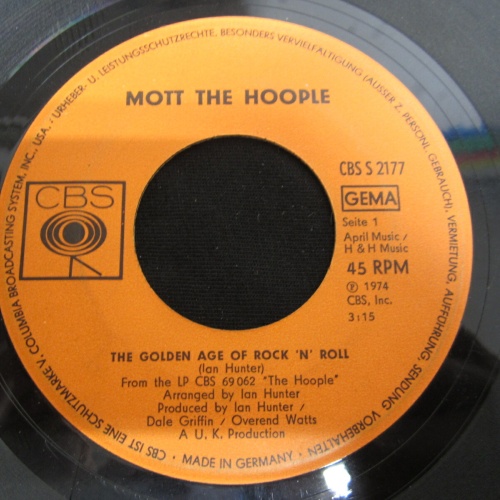 URHEBER- U. LEISTUNGSSCHUTZRECHTE, BESONDERS VERVIELFÄLTIGUNG (AUSSER Z. PERSÖNL. GEBRAUCH), VERMIETUNG, AUFFÜHRUNG, SENDUNG VORBEHALTEN
MOTT THE HOOPLE
CBS
CBS S 2177
GEMA
Seite 1
April Music /
H & H Music
45 RPM
℗ 1974
CBS, Inc.
3:15
THE GOLDEN AGE OF ROCK 'N' ROLL
(Ian Hunter)
From the LP CBS 69 062 "The Hoople"
Arranged by Ian Hunter
Produced by Ian Hunter /
Dale Griffin / Overend Watts
A U. K. Production
• MADE IN GERMANY •
CBS IST EINE SCHUTZMARKE V. COLUMBIA BROADCASTING SYSTEM, INC., USA. /